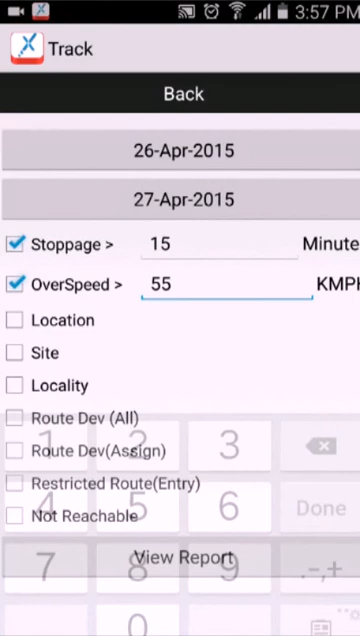 3:57 PM
Track
Back
26-Apr-2015
27-Apr-2015
Stoppage > 15 Minute
OverSpeed > 55 KMPH
Location
Site
Locality
Route Dev (All)
1 2 3
Route Dev(Assign)
Restricted Route(Entry)
4 5 6 Done
Not Reachable
View Report
7 8 9 .-,+
0